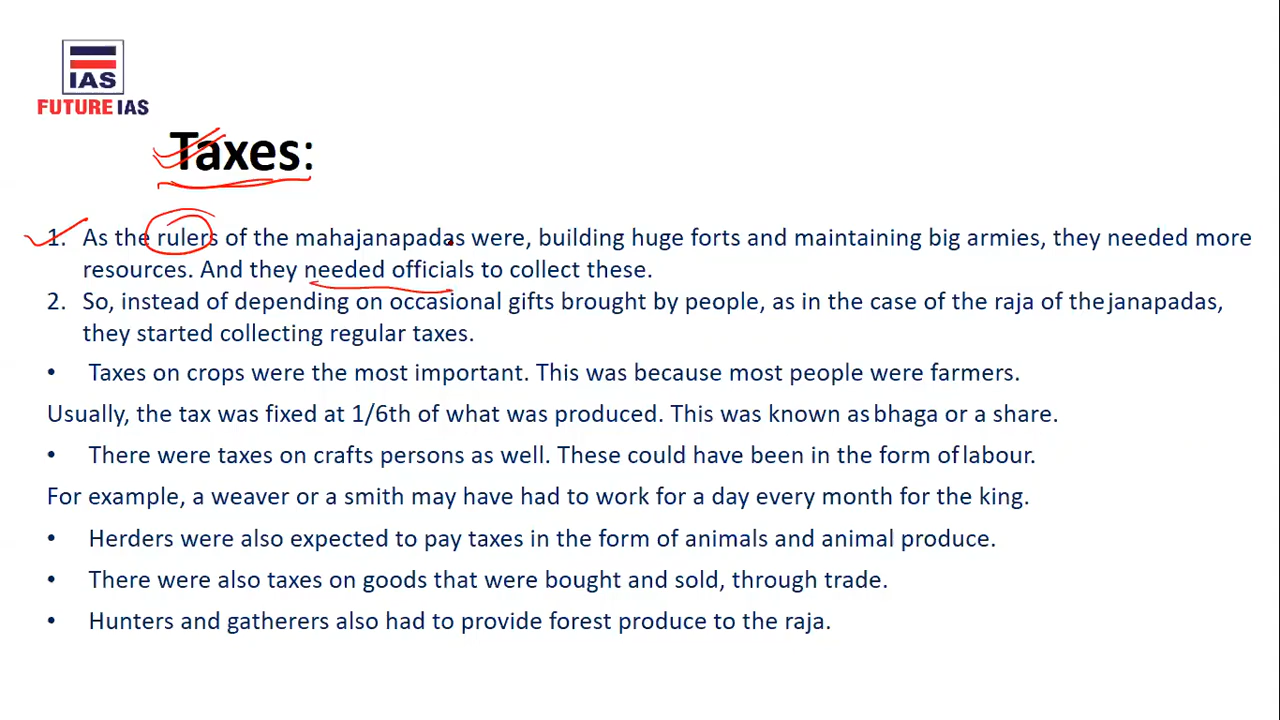 IAS
FUTURE IAS
Taxes:
1. As the rulers of the mahajanapadas were, building huge forts and maintaining big armies, they needed more
resources. And they needed officials to collect these.
2. So, instead of depending on occasional gifts brought by people, as in the case of the raja of the janapadas,
they started collecting regular taxes.
• Taxes on crops were the most important. This was because most people were farmers.
Usually, the tax was fixed at 1/6th of what was produced. This was known as bhaga or a share.
• There were taxes on crafts persons as well. These could have been in the form of labour.
For example, a weaver or a smith may have had to work for a day every month for the king.
• Herders were also expected to pay taxes in the form of animals and animal produce.
• There were also taxes on goods that were bought and sold, through trade.
• Hunters and gatherers also had to provide forest produce to the raja.